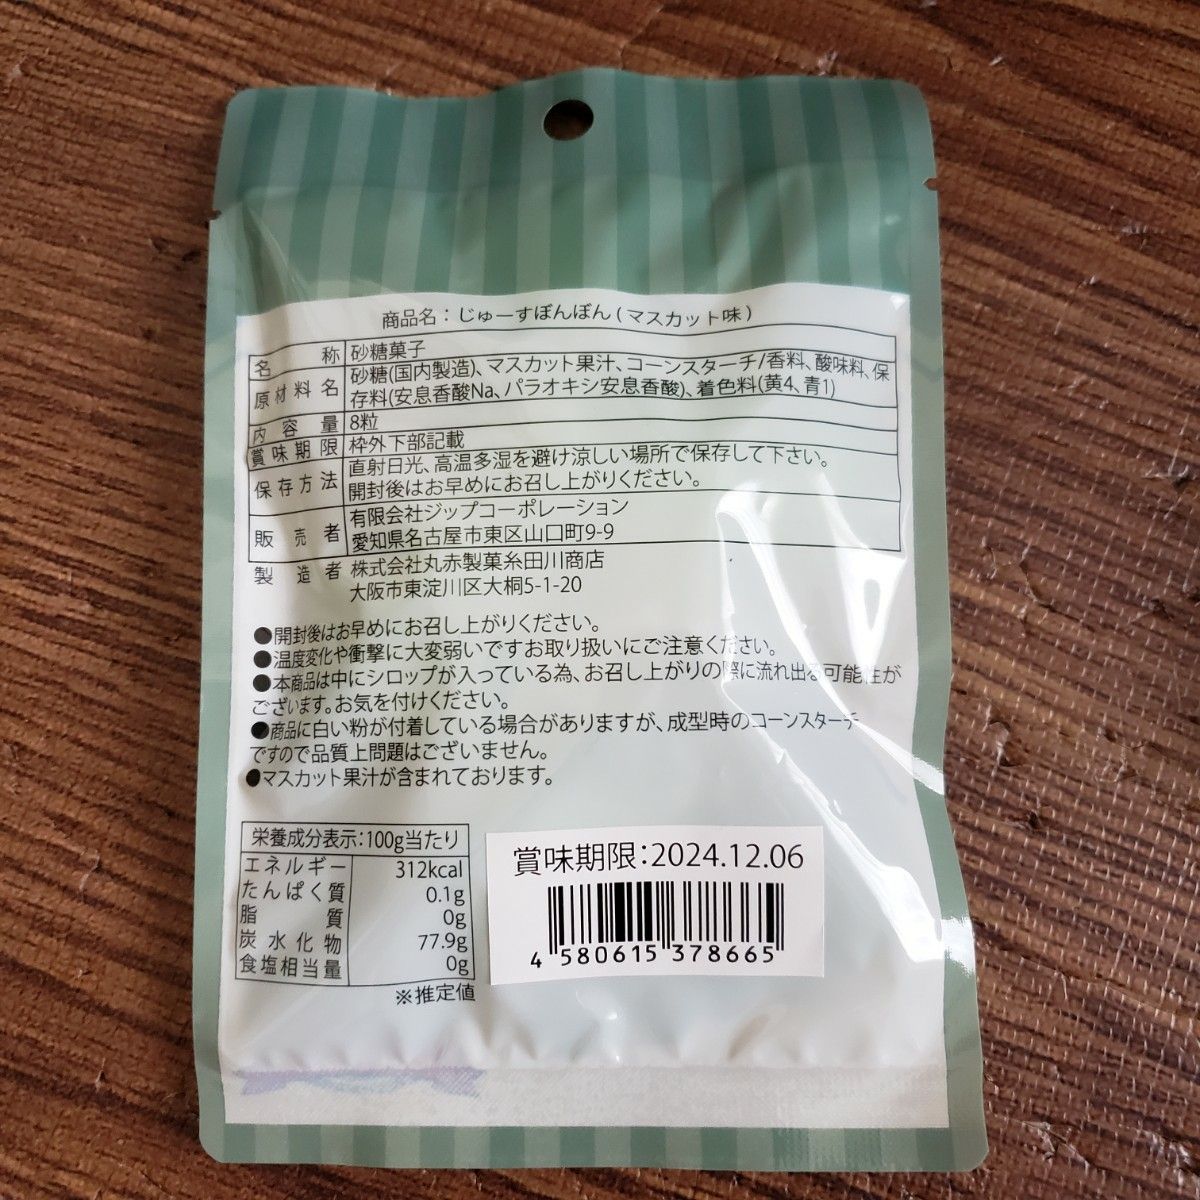 商品名：じゅーすぼんぼん(マスカット味)
名称 砂糖菓子
原材料名 砂糖(国内製造)、マスカット果汁、コーンスターチ/香料、酸味料、保
存料(安息香酸Na、パラオキシ安息香酸)、着色料(黄4、青1)
内容量 8粒
賞味期限 枠外下部記載
保存方法 直射日光、高温多湿を避け涼しい場所で保存して下さい。
開封後はお早めにお召し上がりください。
販売者 有限会社ジップコーポレーション
愛知県名古屋市東区山口町9-9
製造者 株式会社丸赤製菓糸田川商店
大阪市東淀川区大桐5-1-20
●開封後はお早めにお召し上がりください。
●温度変化や衝撃に大変弱いですお取り扱いにご注意ください。
●本商品は中にシロップが入っている為、お召し上がりの際に流れ出る可能性が
ございます。お気を付けください。
●商品に白い粉が付着している場合がありますが、成型時のコーンスターチ
ですので品質上問題はございません。
●マスカット果汁が含まれております。
栄養成分表示：100g当たり
エネルギー 312kcal
たんぱく質 0.1g
脂質 0g
炭水化物 77.9g
食塩相当量 0g
※推定値
賞味期限：2024.12.06
4 580615 378665